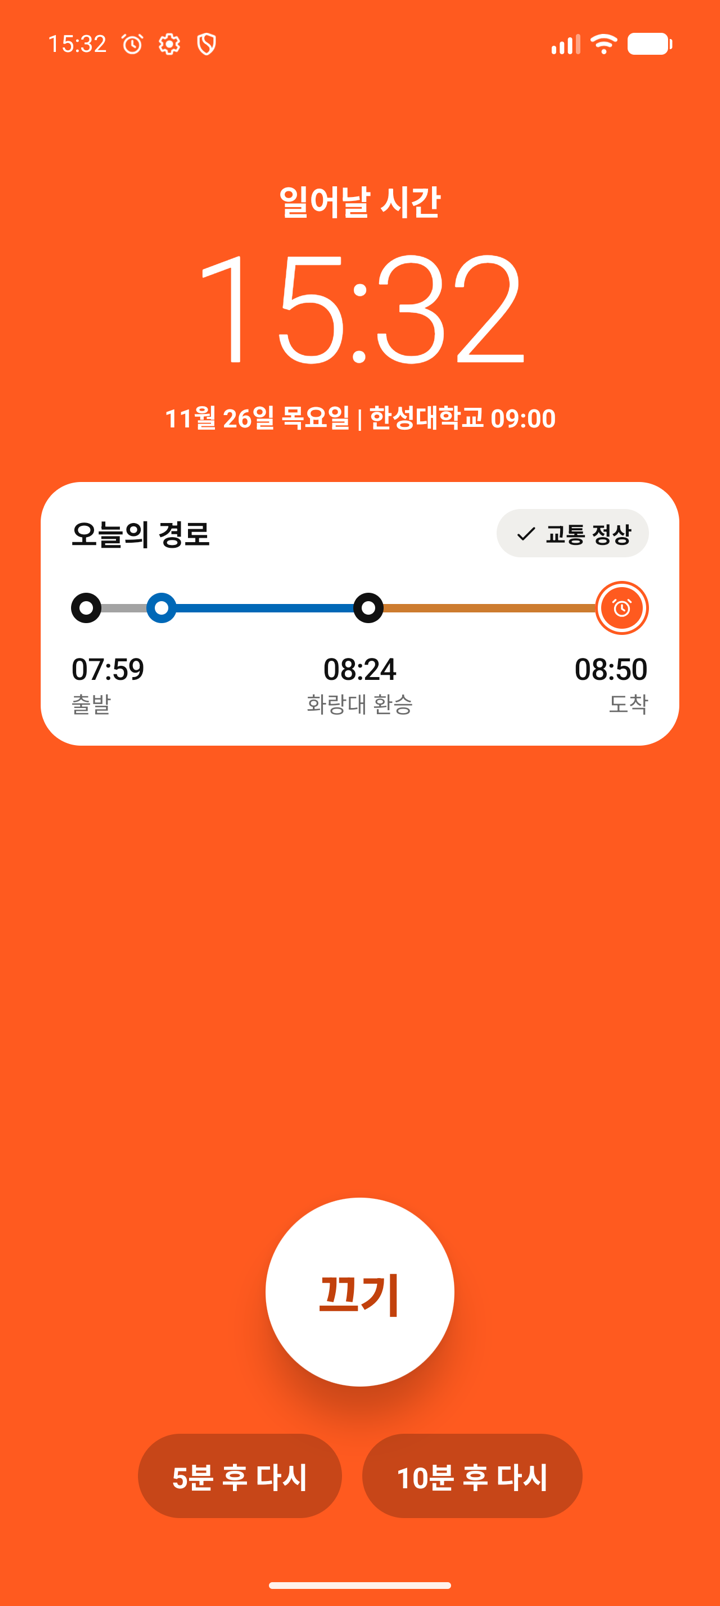 15:32
일어날 시간
15:32
11월 26일 목요일 | 한성대학교 09:00
오늘의 경로
교통 정상
07:59 08:24 08:50
출발 화랑대 환승 도착
끄기
5분 후 다시 10분 후 다시